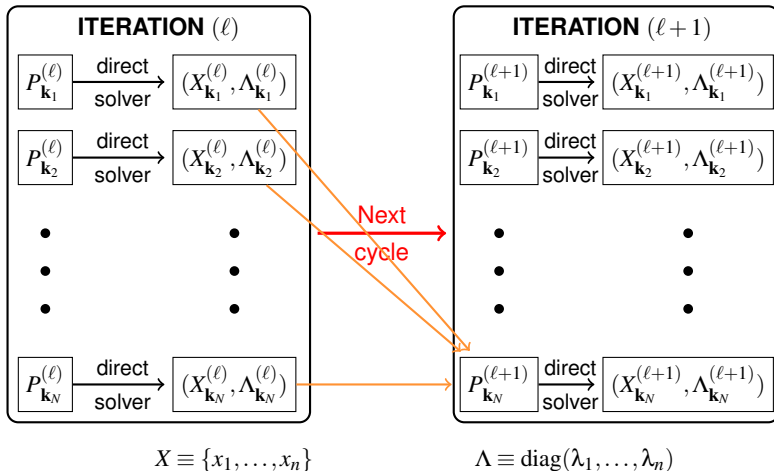 ITERATION (ℓ)
P_{k_1}^{(ℓ)} direct solver (X_{k_1}^{(ℓ)}, Λ_{k_1}^{(ℓ)})
P_{k_2}^{(ℓ)} direct solver (X_{k_2}^{(ℓ)}, Λ_{k_2}^{(ℓ)})
P_{k_N}^{(ℓ)} direct solver (X_{k_N}^{(ℓ)}, Λ_{k_N}^{(ℓ)})
Next
cycle
ITERATION (ℓ+1)
P_{k_1}^{(ℓ+1)} direct solver (X_{k_1}^{(ℓ+1)}, Λ_{k_1}^{(ℓ+1)})
P_{k_2}^{(ℓ+1)} direct solver (X_{k_2}^{(ℓ+1)}, Λ_{k_2}^{(ℓ+1)})
P_{k_N}^{(ℓ+1)} direct solver (X_{k_N}^{(ℓ+1)}, Λ_{k_N}^{(ℓ+1)})
X ≡ {x_1, ..., x_n}
Λ ≡ diag(λ_1, ..., λ_n)